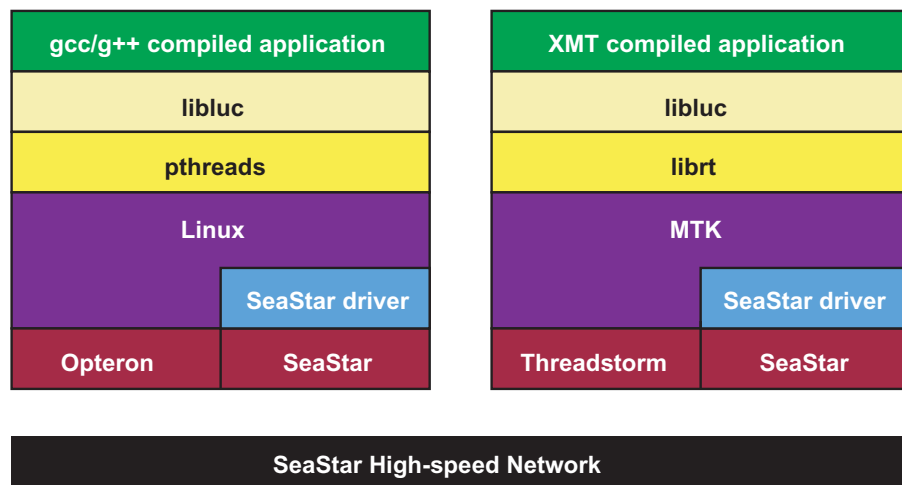 gcc/g++ compiled application
libluc
pthreads
Linux
SeaStar driver
Opteron
SeaStar
XMT compiled application
libluc
librt
MTK
SeaStar driver
Threadstorm
SeaStar
SeaStar High-speed Network